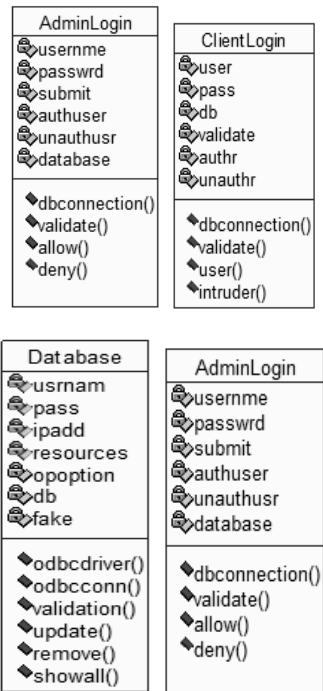 AdminLogin
usernme
passwrd
submit
authuser
unauthusr
database
dbconnection()
validate()
allow()
deny()
ClientLogin
user
pass
db
validate
authr
unauthr
dbconnection()
validate()
user()
intruder()
Database
usrnam
pass
ipadd
resources
opoption
db
fake
odbcdriver()
odbcconn()
validation()
update()
remove()
showall()
AdminLogin
usernme
passwrd
submit
authuser
unauthusr
database
dbconnection()
validate()
allow()
deny()